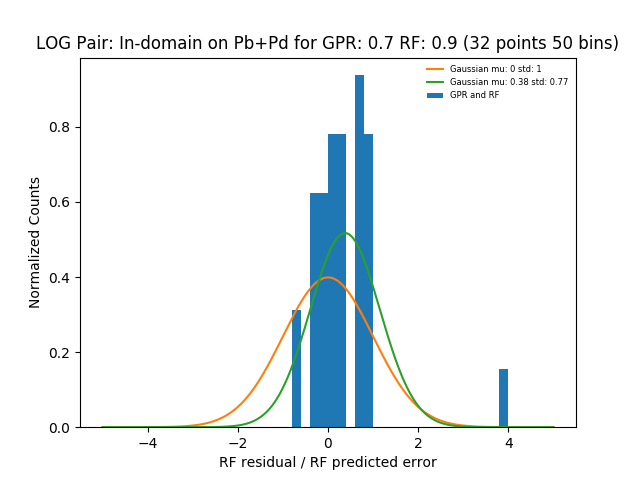 LOG Pair: In-domain on Pb+Pd for GPR: 0.7 RF: 0.9 (32 points 50 bins)
Gaussian mu: 0 std: 1
Gaussian mu: 0.38 std: 0.77
GPR and RF
Normalized Counts
0.8
0.6
0.4
0.2
0.0
−4
−2
0
2
4
RF residual / RF predicted error